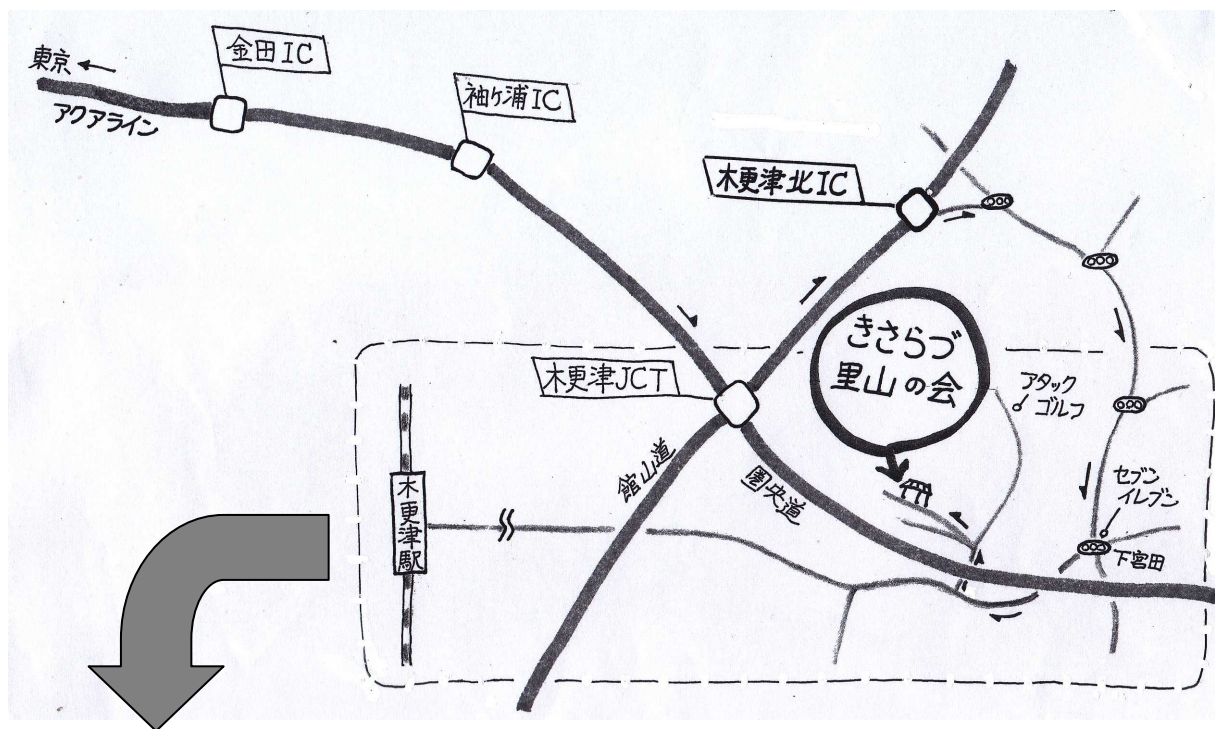 金田IC
東京
アクアライン
袖ヶ浦IC
木更津北IC
きさらづ
里山の会
木更津JCT
アタック
ゴルフ
館山道
圏央道
セブン
イレブン
木更津駅
下宮田